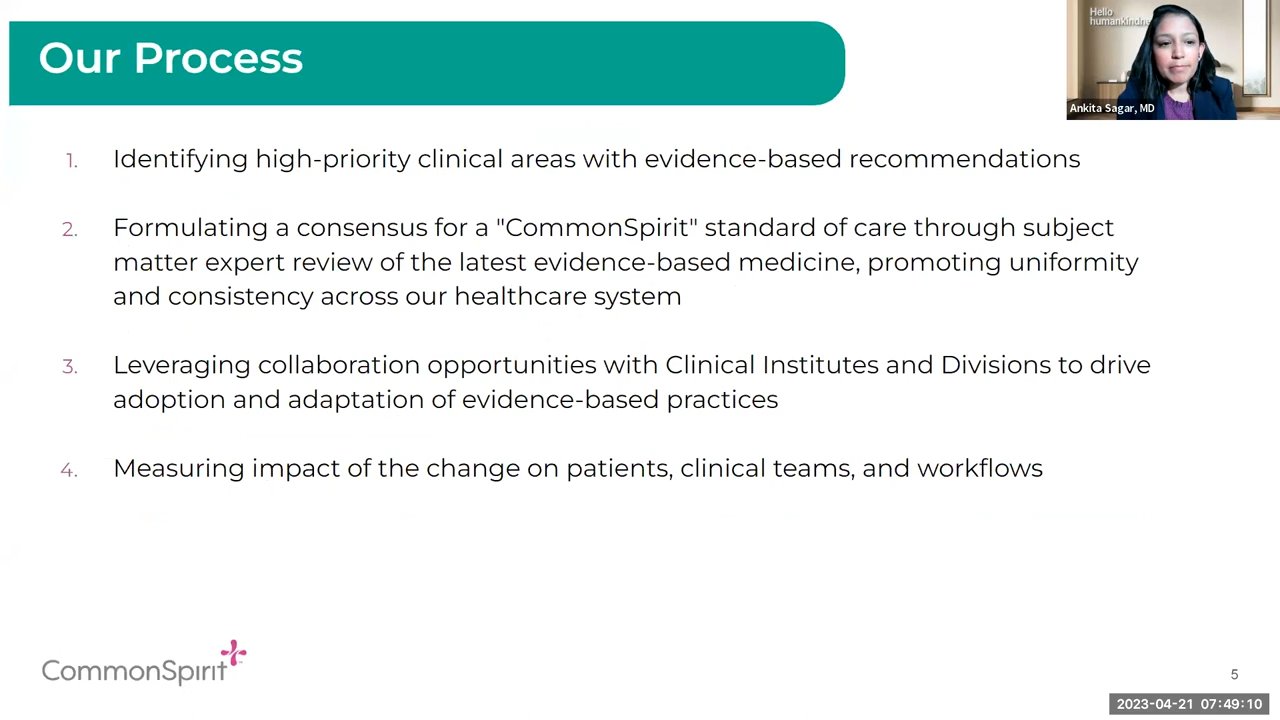 Our Process
Hello
humankindne
Ankita Sagar, MD
1. Identifying high-priority clinical areas with evidence-based recommendations
2. Formulating a consensus for a "CommonSpirit" standard of care through subject
matter expert review of the latest evidence-based medicine, promoting uniformity
and consistency across our healthcare system
3. Leveraging collaboration opportunities with Clinical Institutes and Divisions to drive
adoption and adaptation of evidence-based practices
4. Measuring impact of the change on patients, clinical teams, and workflows
CommonSpirit
5
2023-04-21 07:49:10